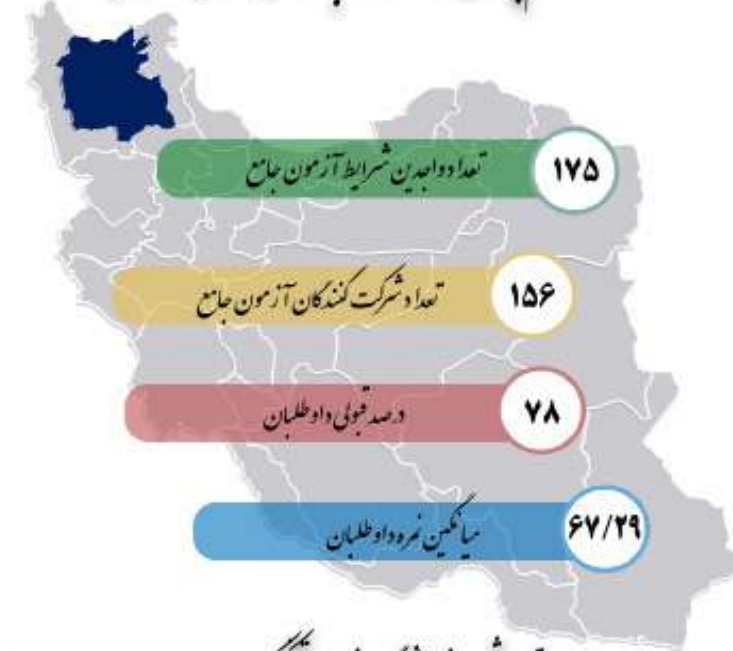 تعداد واجدین شرایط آزمون جامع ۱۷۵
تعداد شرکت کنندگان آزمون جامع ۱۵۶
درصد قبولی داوطلبان ۷۸
میانگین نمره داوطلبان ۶۷/۲۹